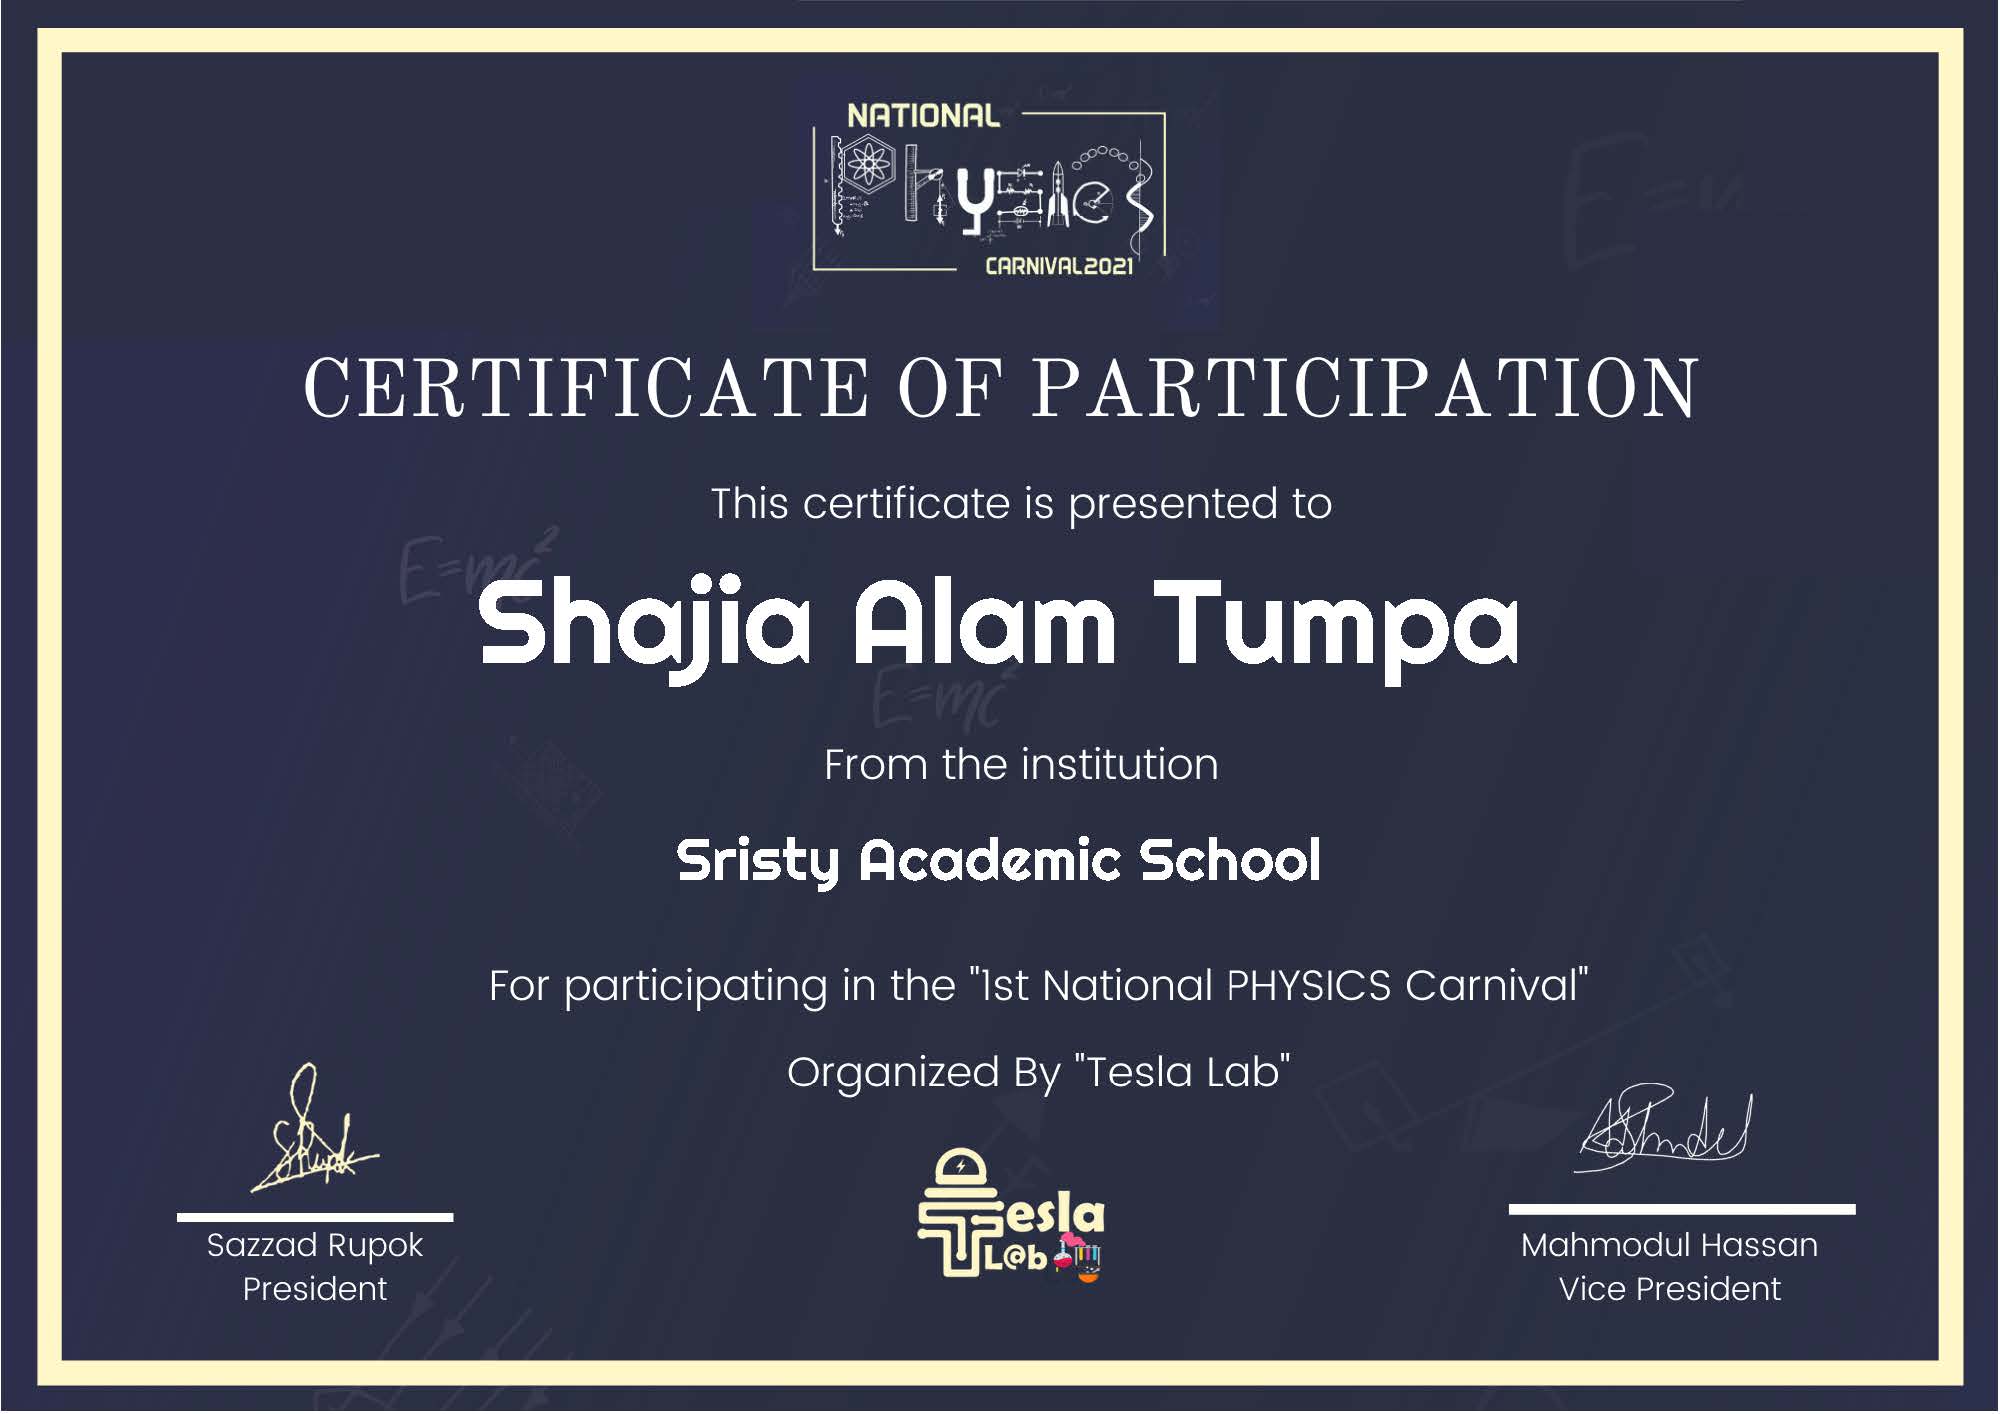 NATIONAL
Physics
CARNIVAL2021
CERTIFICATE OF PARTICIPATION
This certificate is presented to
E=mc²
Shajia Alam Tumpa
E=mc²
From the institution
Sristy Academic School
For participating in the "1st National PHYSICS Carnival"
Organized By "Tesla Lab"
Tesla
L@b
Sazzad Rupok
President
Mahmodul Hassan
Vice President